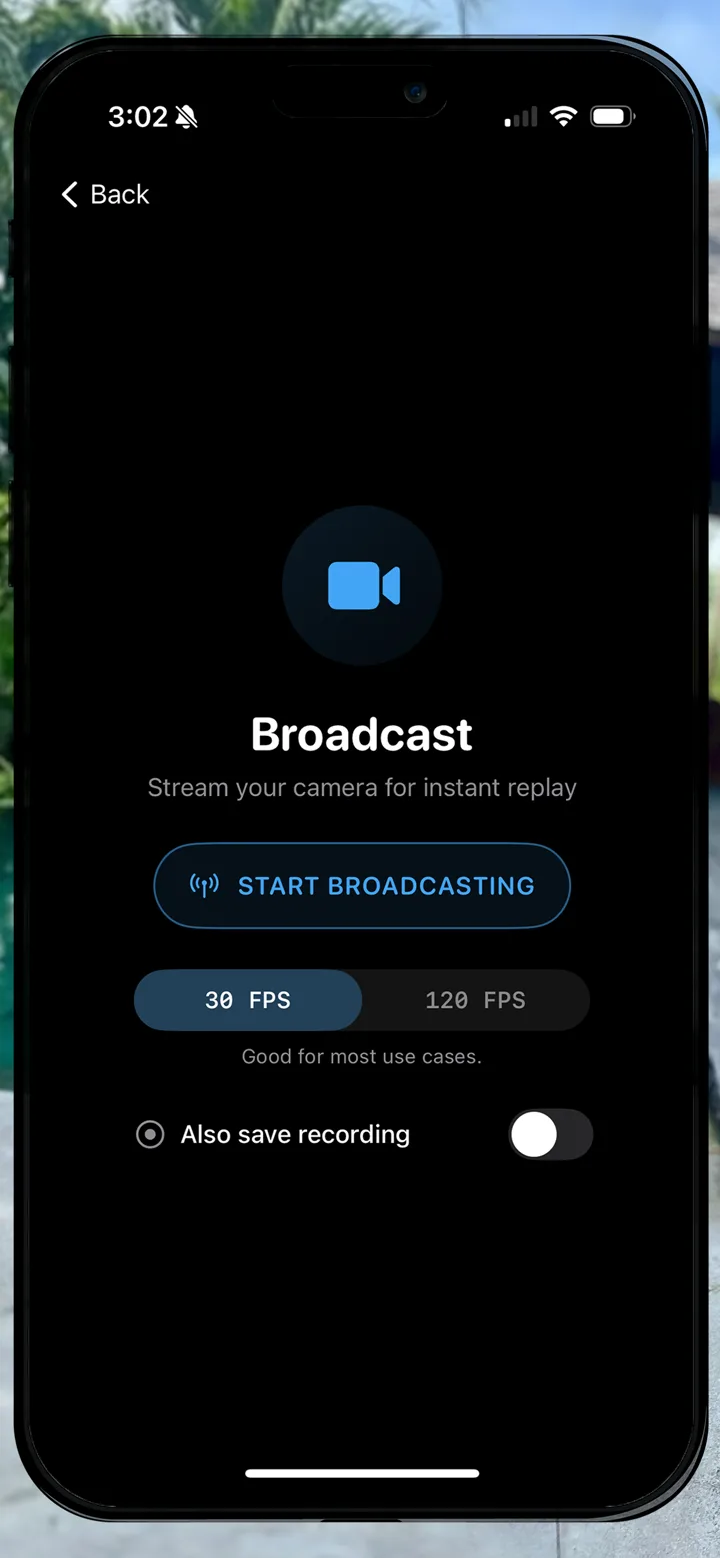 3:02
Back
Broadcast
Stream your camera for instant replay
START BROADCASTING
30 FPS
120 FPS
Good for most use cases.
Also save recording